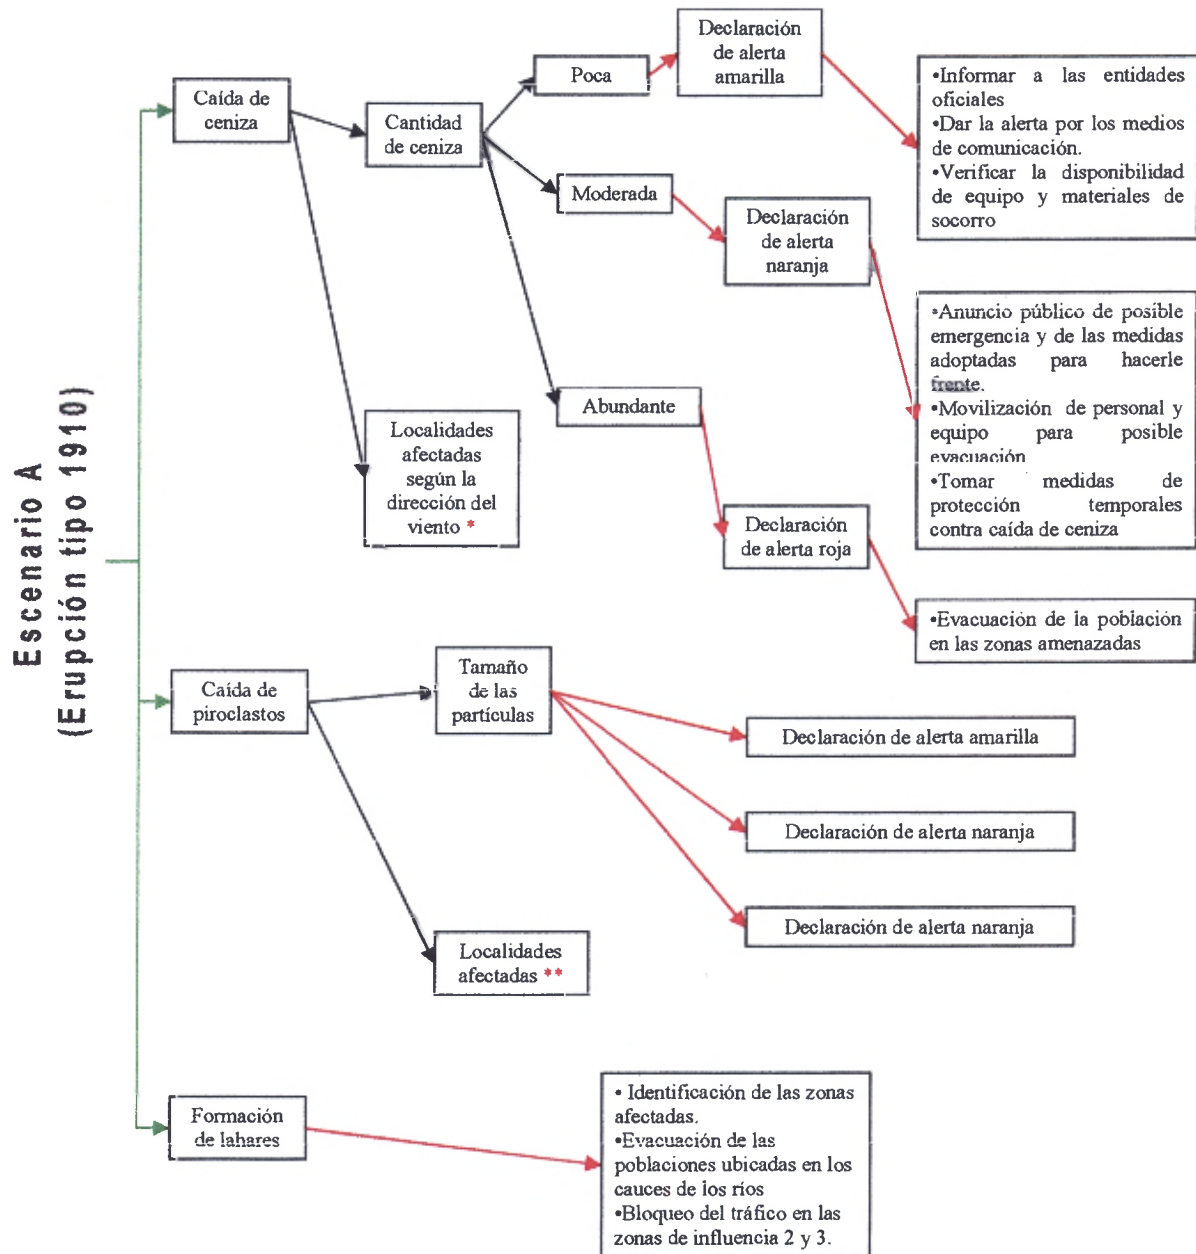 Escenario A
(Erupción tipo 1910)
Caída de
ceniza
Cantidad
de ceniza
Poca
Declaración
de alerta
amarilla
•Informar a las entidades
oficiales
•Dar la alerta por los medios
de comunicación.
•Verificar la disponibilidad
de equipo y materiales de
socorro
Moderada
Declaración
de alerta
naranja
•Anuncio público de posible
emergencia y de las medidas
adoptadas para hacerle
frente.
•Movilización de personal y
equipo para posible
evacuación
•Tomar medidas de
protección temporales
contra caída de ceniza
Abundante
Declaración
de alerta roja
•Evacuación de la población
en las zonas amenazadas
Localidades
afectadas
según la
dirección del
viento *
Caída de
piroclastos
Tamaño
de las
partículas
Declaración de alerta amarilla
Declaración de alerta naranja
Declaración de alerta naranja
Localidades
afectadas **
Formación
de lahares
• Identificación de las zonas
afectadas.
•Evacuación de las
poblaciones ubicadas en los
cauces de los ríos
•Bloqueo del tráfico en las
zonas de influencia 2 y 3.